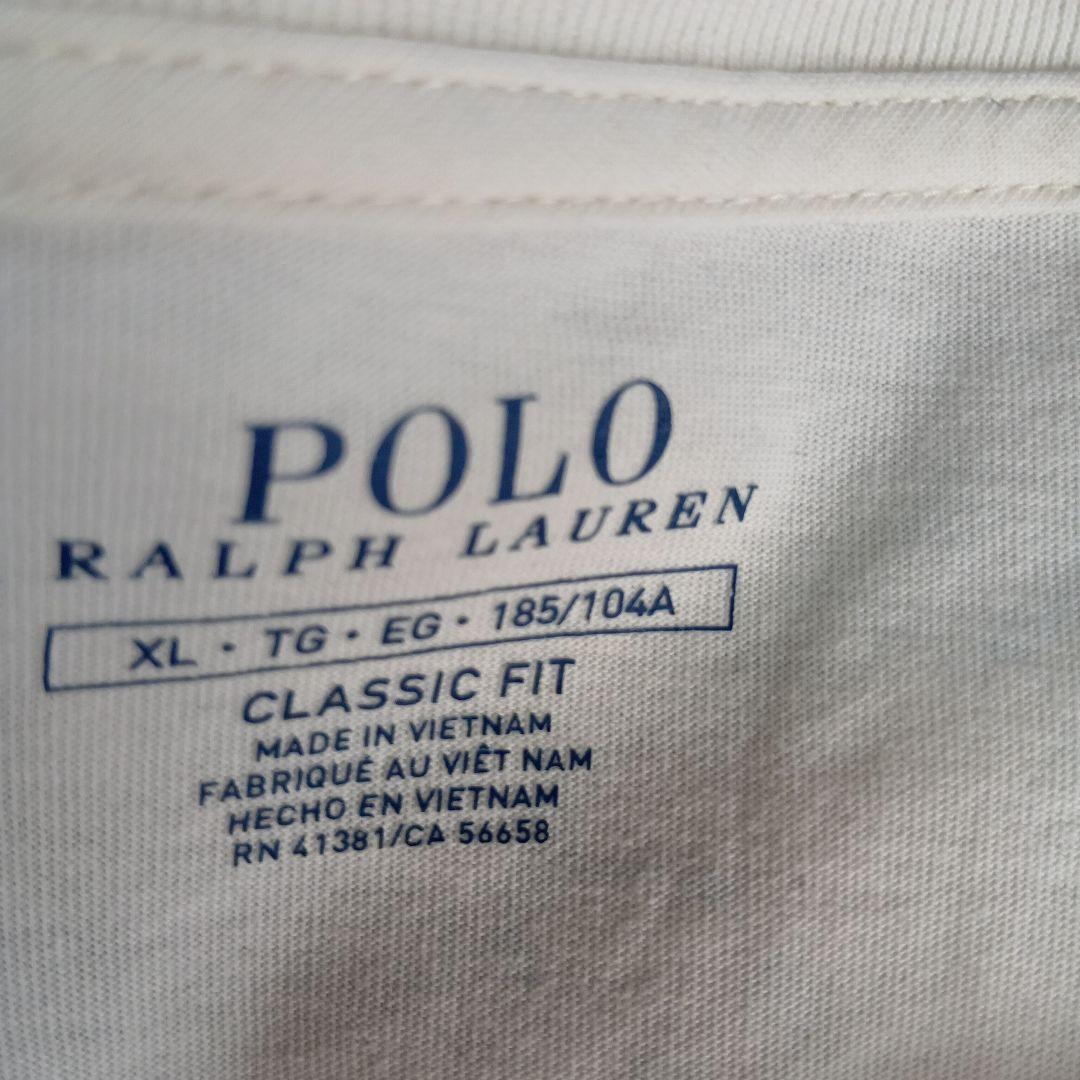 POLO
RALPH LAUREN
XL · TG · EG · 185/104A
CLASSIC FIT
MADE IN VIETNAM
FABRIQUÉ AU VIÊT NAM
HECHO EN VIETNAM
RN 41381/CA 56658